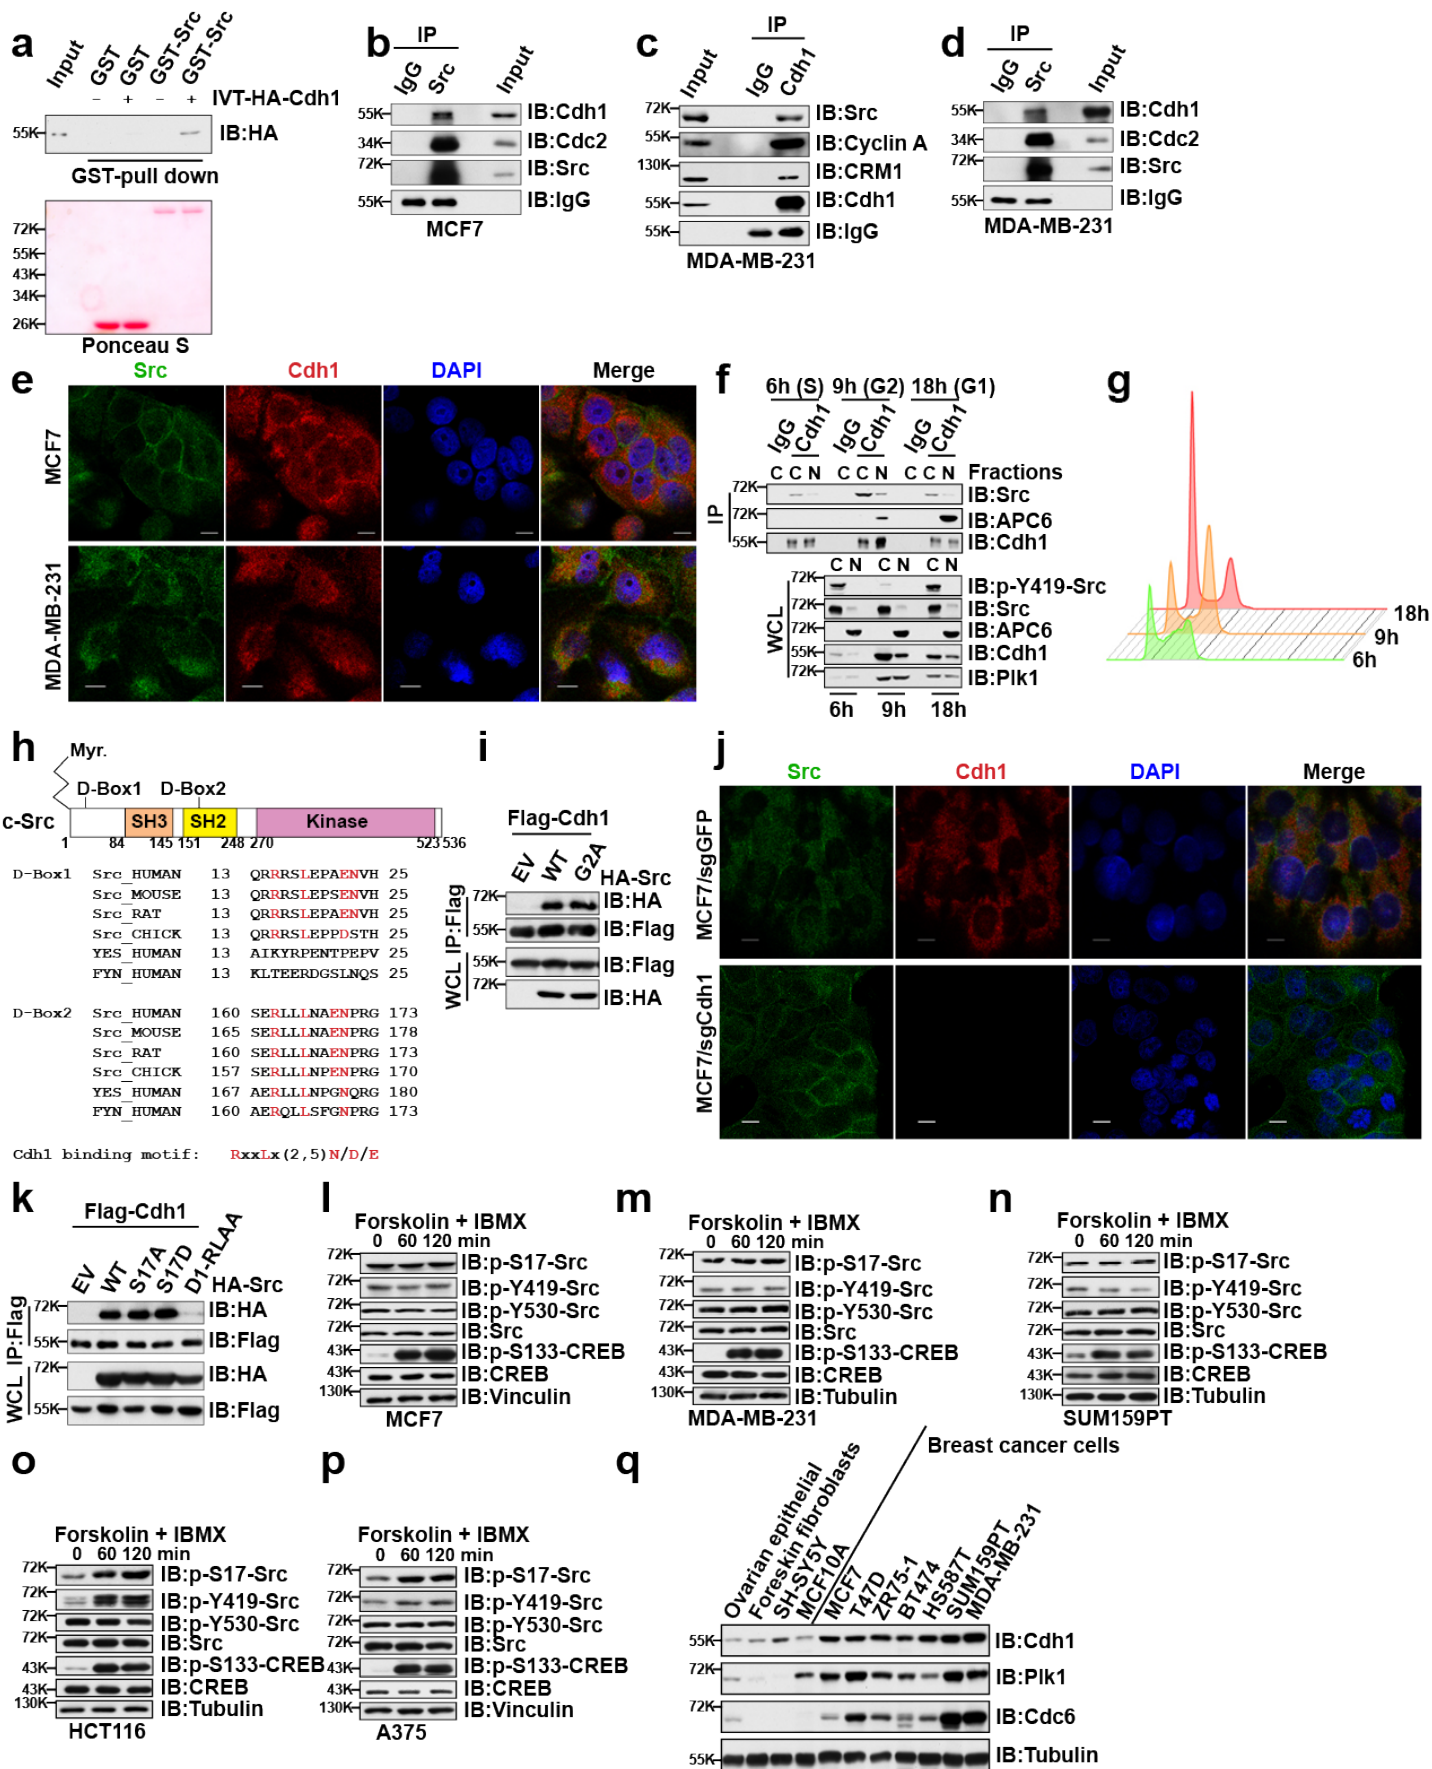 a
Input
GST
GST
GST-Src
GST-Src
– + – + IVT-HA-Cdh1
55K
IB:HA
GST-pull down
72K
55K
43K
34K
26K
Ponceau S
b
IP
IgG
Src
Input
55K IB:Cdh1
34K IB:Cdc2
72K IB:Src
55K IB:IgG
MCF7
c
IP
Input
IgG
Cdh1
72K IB:Src
55K IB:Cyclin A
130K IB:CRM1
55K IB:Cdh1
55K IB:IgG
MDA-MB-231
d
IP
IgG
Src
Input
55K IB:Cdh1
34K IB:Cdc2
72K IB:Src
55K IB:IgG
MDA-MB-231
e
Src Cdh1 DAPI Merge
MCF7
MDA-MB-231
f
6h (S) 9h (G2) 18h (G1)
IgG Cdh1 IgG Cdh1 IgG Cdh1
C C N C C N C C N Fractions
IP
72K IB:Src
72K IB:APC6
55K IB:Cdh1
C N C N C N
WCL
72K IB:p-Y419-Src
72K IB:Src
72K IB:APC6
55K IB:Cdh1
72K IB:Plk1
6h 9h 18h
g
18h
9h
6h
h
Myr.
D-Box1 D-Box2
c-Src SH3 SH2 Kinase
1 84 145 151 248 270 523 536
D-Box1 Src_HUMAN 13 QRRRSLEPAENVH 25
Src_MOUSE 13 QRRRSLEPSENVH 25
Src_RAT 13 QRRRSLEPAENVH 25
Src_CHICK 13 QRRRSLEPPDSTH 25
YES_HUMAN 13 AIKYRPENTPEPV 25
FYN_HUMAN 13 KLTEERDGSLNQS 25
D-Box2 Src_HUMAN 160 SERLLLNAENPRG 173
Src_MOUSE 165 SERLLLNAENPRG 178
Src_RAT 160 SERLLLNAENPRG 173
Src_CHICK 157 SERLLLNPENPRG 170
YES_HUMAN 167 AERLLLNPGNQRG 180
FYN_HUMAN 160 AERQLLSFGNPRG 173
Cdh1 binding motif: RxxLx(2,5)N/D/E
i
Flag-Cdh1
EV
WT
G2A
HA-Src
IP:Flag
72K IB:HA
55K IB:Flag
WCL
55K IB:Flag
72K IB:HA
j
Src Cdh1 DAPI Merge
MCF7/sgGFP
MCF7/sgCdh1
k
Flag-Cdh1
EV
WT
S17A
S17D
D1-RLAA
HA-Src
IP:Flag
72K IB:HA
55K IB:Flag
WCL
72K IB:HA
55K IB:Flag
l
Forskolin + IBMX
0 60 120 min
72K IB:p-S17-Src
72K IB:p-Y419-Src
72K IB:p-Y530-Src
72K IB:Src
43K IB:p-S133-CREB
43K IB:CREB
130K IB:Vinculin
MCF7
m
Forskolin + IBMX
0 60 120 min
72K IB:p-S17-Src
72K IB:p-Y419-Src
72K IB:p-Y530-Src
72K IB:Src
43K IB:p-S133-CREB
43K IB:CREB
130K IB:Tubulin
MDA-MB-231
n
Forskolin + IBMX
0 60 120 min
72K IB:p-S17-Src
72K IB:p-Y419-Src
72K IB:p-Y530-Src
72K IB:Src
43K IB:p-S133-CREB
43K IB:CREB
130K IB:Tubulin
SUM159PT
o
Forskolin + IBMX
0 60 120 min
72K IB:p-S17-Src
72K IB:p-Y419-Src
72K IB:p-Y530-Src
72K IB:Src
43K IB:p-S133-CREB
43K IB:CREB
130K IB:Tubulin
HCT116
p
Forskolin + IBMX
0 60 120 min
72K IB:p-S17-Src
72K IB:p-Y419-Src
72K IB:p-Y530-Src
72K IB:Src
43K IB:p-S133-CREB
43K IB:CREB
130K IB:Vinculin
A375
q
Breast cancer cells
Ovarian epithelial
Foreskin fibroblasts
SH-SY5Y
MCF10A
MCF7
T47D
ZR75-1
BT474
HS587T
SUM159PT
MDA-MB-231
55K IB:Cdh1
72K IB:Plk1
72K IB:Cdc6
55K IB:Tubulin